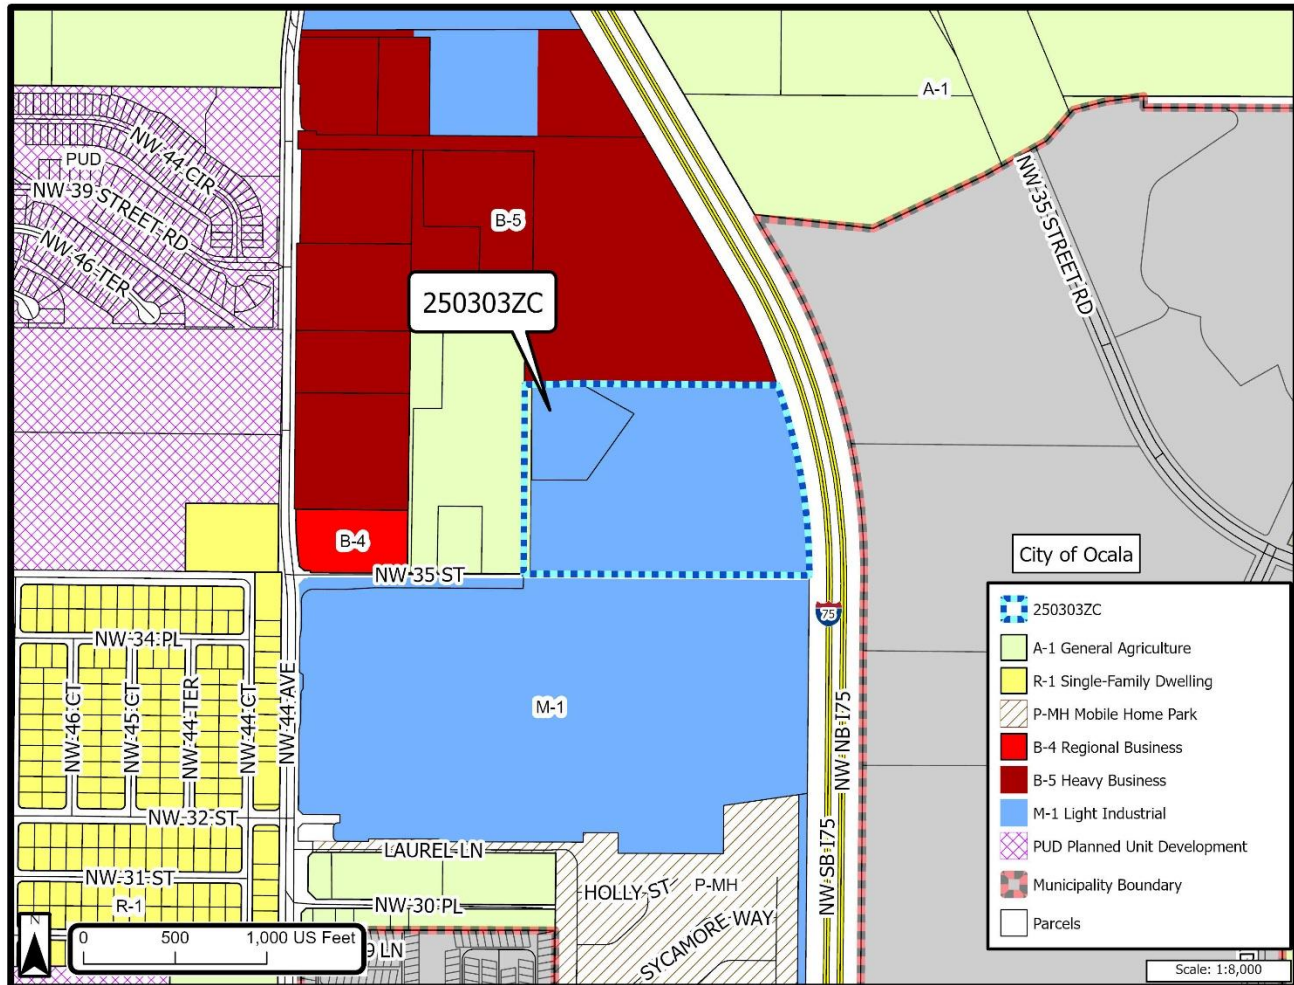 A-1
NW 44 CIR
PUD
NW 39 STREET RD
NW 46 TER
B-5
NW 35 STREET RD
250303ZC
B-4
NW 35 ST
75
NW 34 PL
NW 46 CT
NW 45 CT
NW 44 TER
NW 44 CT
NW 44 AVE
M-1
NW NB I75
NW SB I75
NW 32 ST
LAUREL LN
NW 31 ST
R-1
NW 30 PL
HOLLY ST
P-MH
SYCAMORE WAY
9 LN
N
0 500 1,000 US Feet
City of Ocala
250303ZC
A-1 General Agriculture
R-1 Single-Family Dwelling
P-MH Mobile Home Park
B-4 Regional Business
B-5 Heavy Business
M-1 Light Industrial
PUD Planned Unit Development
Municipality Boundary
Parcels
Scale: 1:8,000